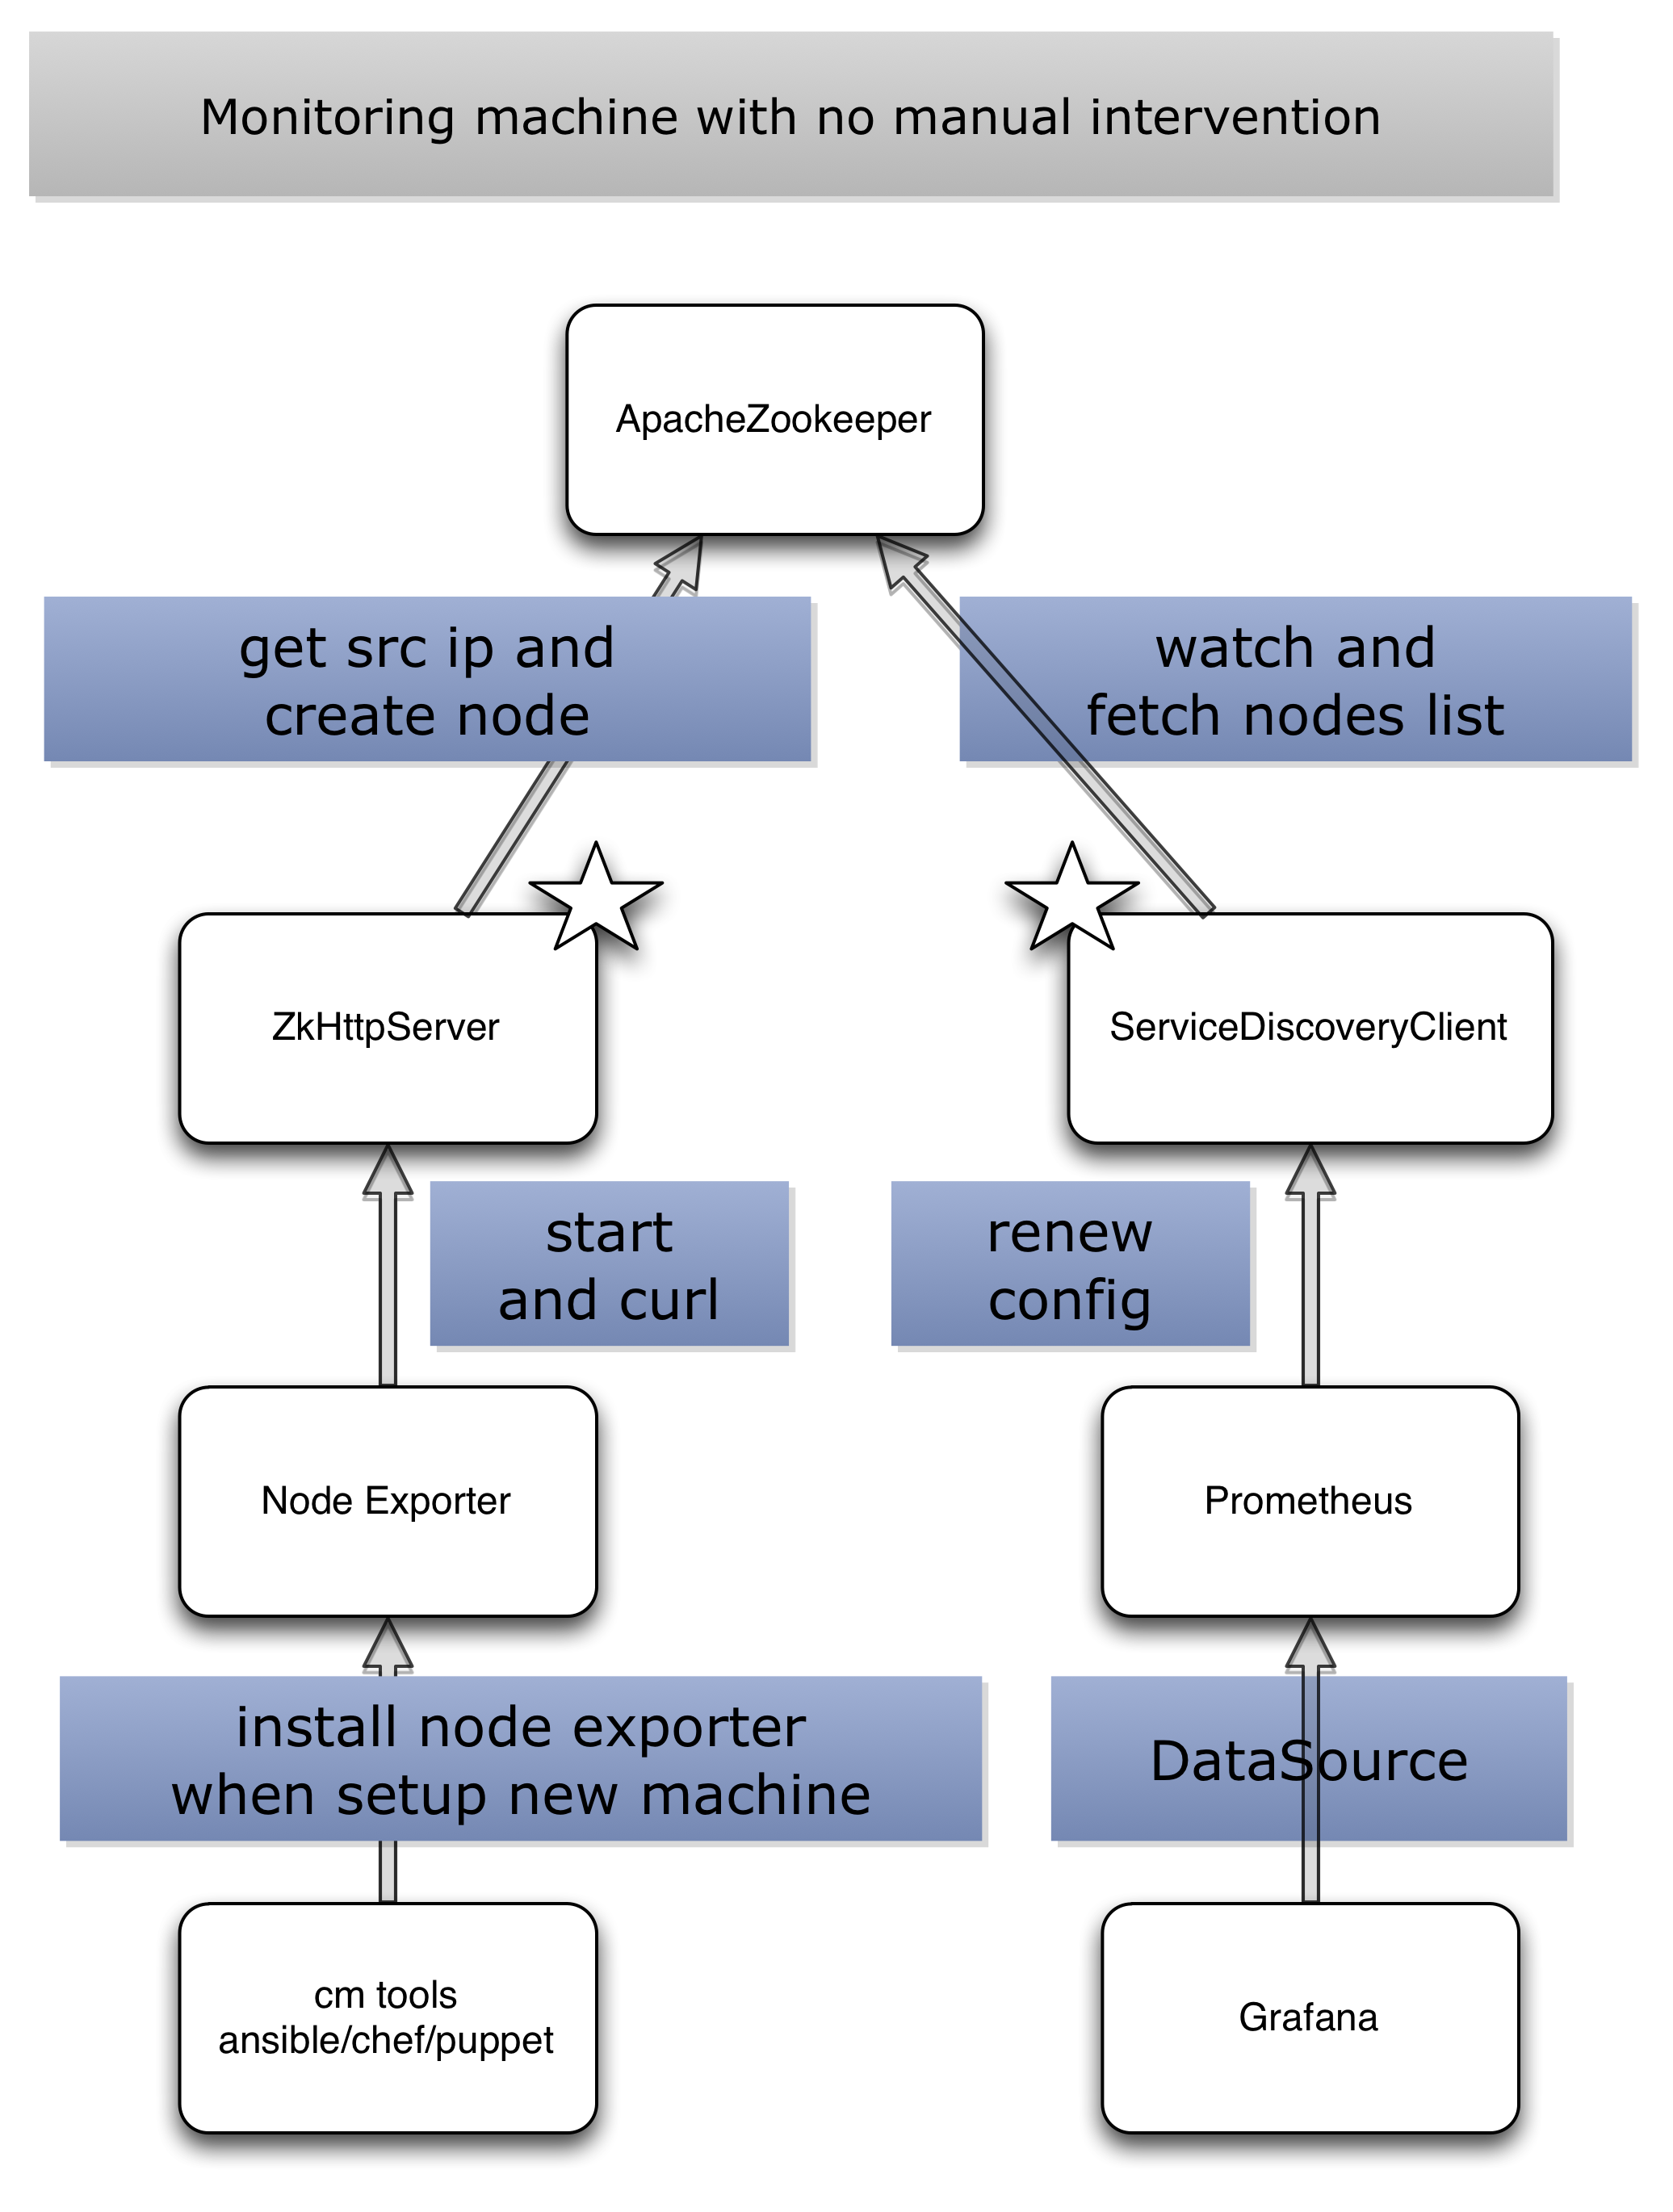 Monitoring machine with no manual intervention
ApacheZookeeper
get src ip and
create node
watch and
fetch nodes list
ZkHttpServer
ServiceDiscoveryClient
start
and curl
renew
config
Node Exporter
Prometheus
install node exporter
when setup new machine
DataSource
cm tools
ansible/chef/puppet
Grafana